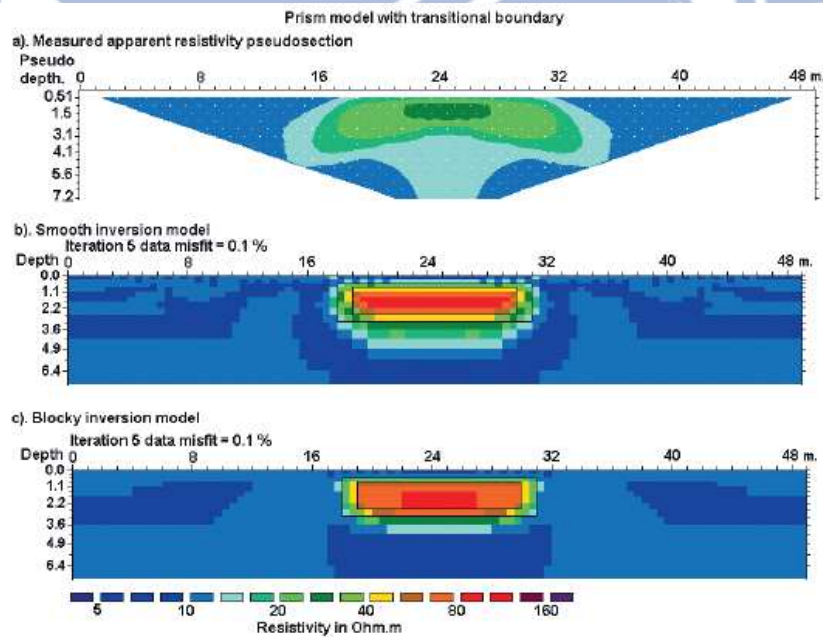 Prism model with transitional boundary
a). Measured apparent resistivity pseudosection
Pseudo
depth. 0 8 16 24 32 40 48 m.
0.51
1.5
3.1
4.1
5.6
7.2
b). Smooth inversion model
Iteration 5 data misfit = 0.1 %
Depth 0 8 16 24 32 40 48 m.
0.0
1.1
2.2
3.6
4.9
6.4
c). Blocky inversion model
Iteration 5 data misfit = 0.1 %
Depth 0 8 16 24 32 40 48 m.
0.0
1.1
2.2
3.6
4.9
6.4
5 10 20 40 80 160
Resistivity in Ohm.m